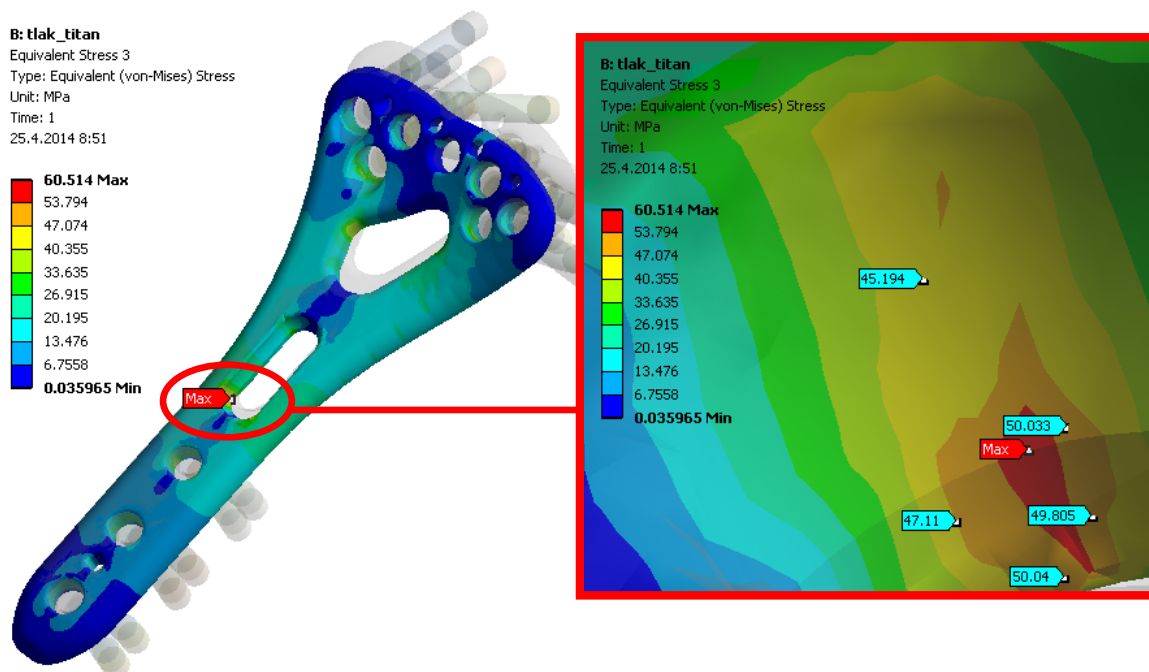 B: tlak_titan
Equivalent Stress 3
Type: Equivalent (von-Mises) Stress
Unit: MPa
Time: 1
25.4.2014 8:51
60.514 Max
53.794
47.074
40.355
33.635
26.915
20.195
13.476
6.7558
0.035965 Min
Max
B: tlak_titan
Equivalent Stress 3
Type: Equivalent (von-Mises) Stress
Unit: MPa
Time: 1
25.4.2014 8:51
60.514 Max
53.794
47.074
40.355
33.635
26.915
20.195
13.476
6.7558
0.035965 Min
45.194
50.033
Max
47.11
49.805
50.04